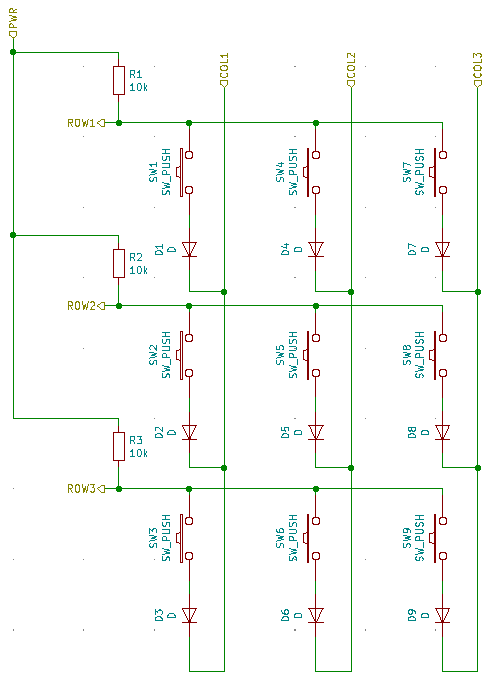 PWR
COL1
COL2
COL3
R1
10k
ROW1
SW1
SW_PUSH
SW4
SW_PUSH
SW7
SW_PUSH
D1
D
D4
D
D7
D
R2
10k
ROW2
SW2
SW_PUSH
SW5
SW_PUSH
SW8
SW_PUSH
D2
D
D5
D
D8
D
R3
10k
ROW3
SW3
SW_PUSH
SW6
SW_PUSH
SW9
SW_PUSH
D3
D
D6
D
D9
D